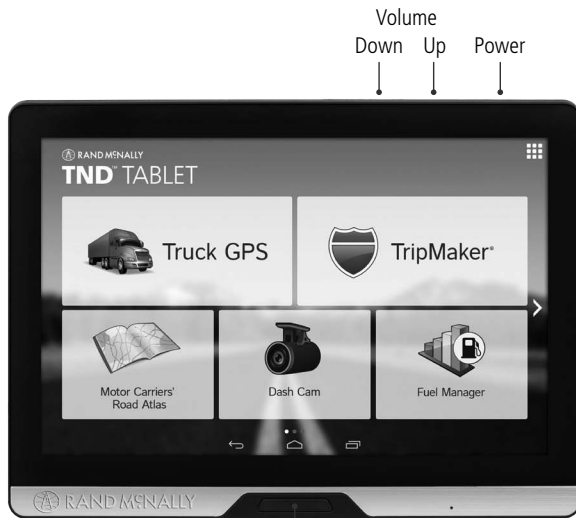 Volume
Down Up Power
RAND MCNALLY
TND™ TABLET
Truck GPS
TripMaker®
Motor Carriers'
Road Atlas
Dash Cam
Fuel Manager
RAND MCNALLY